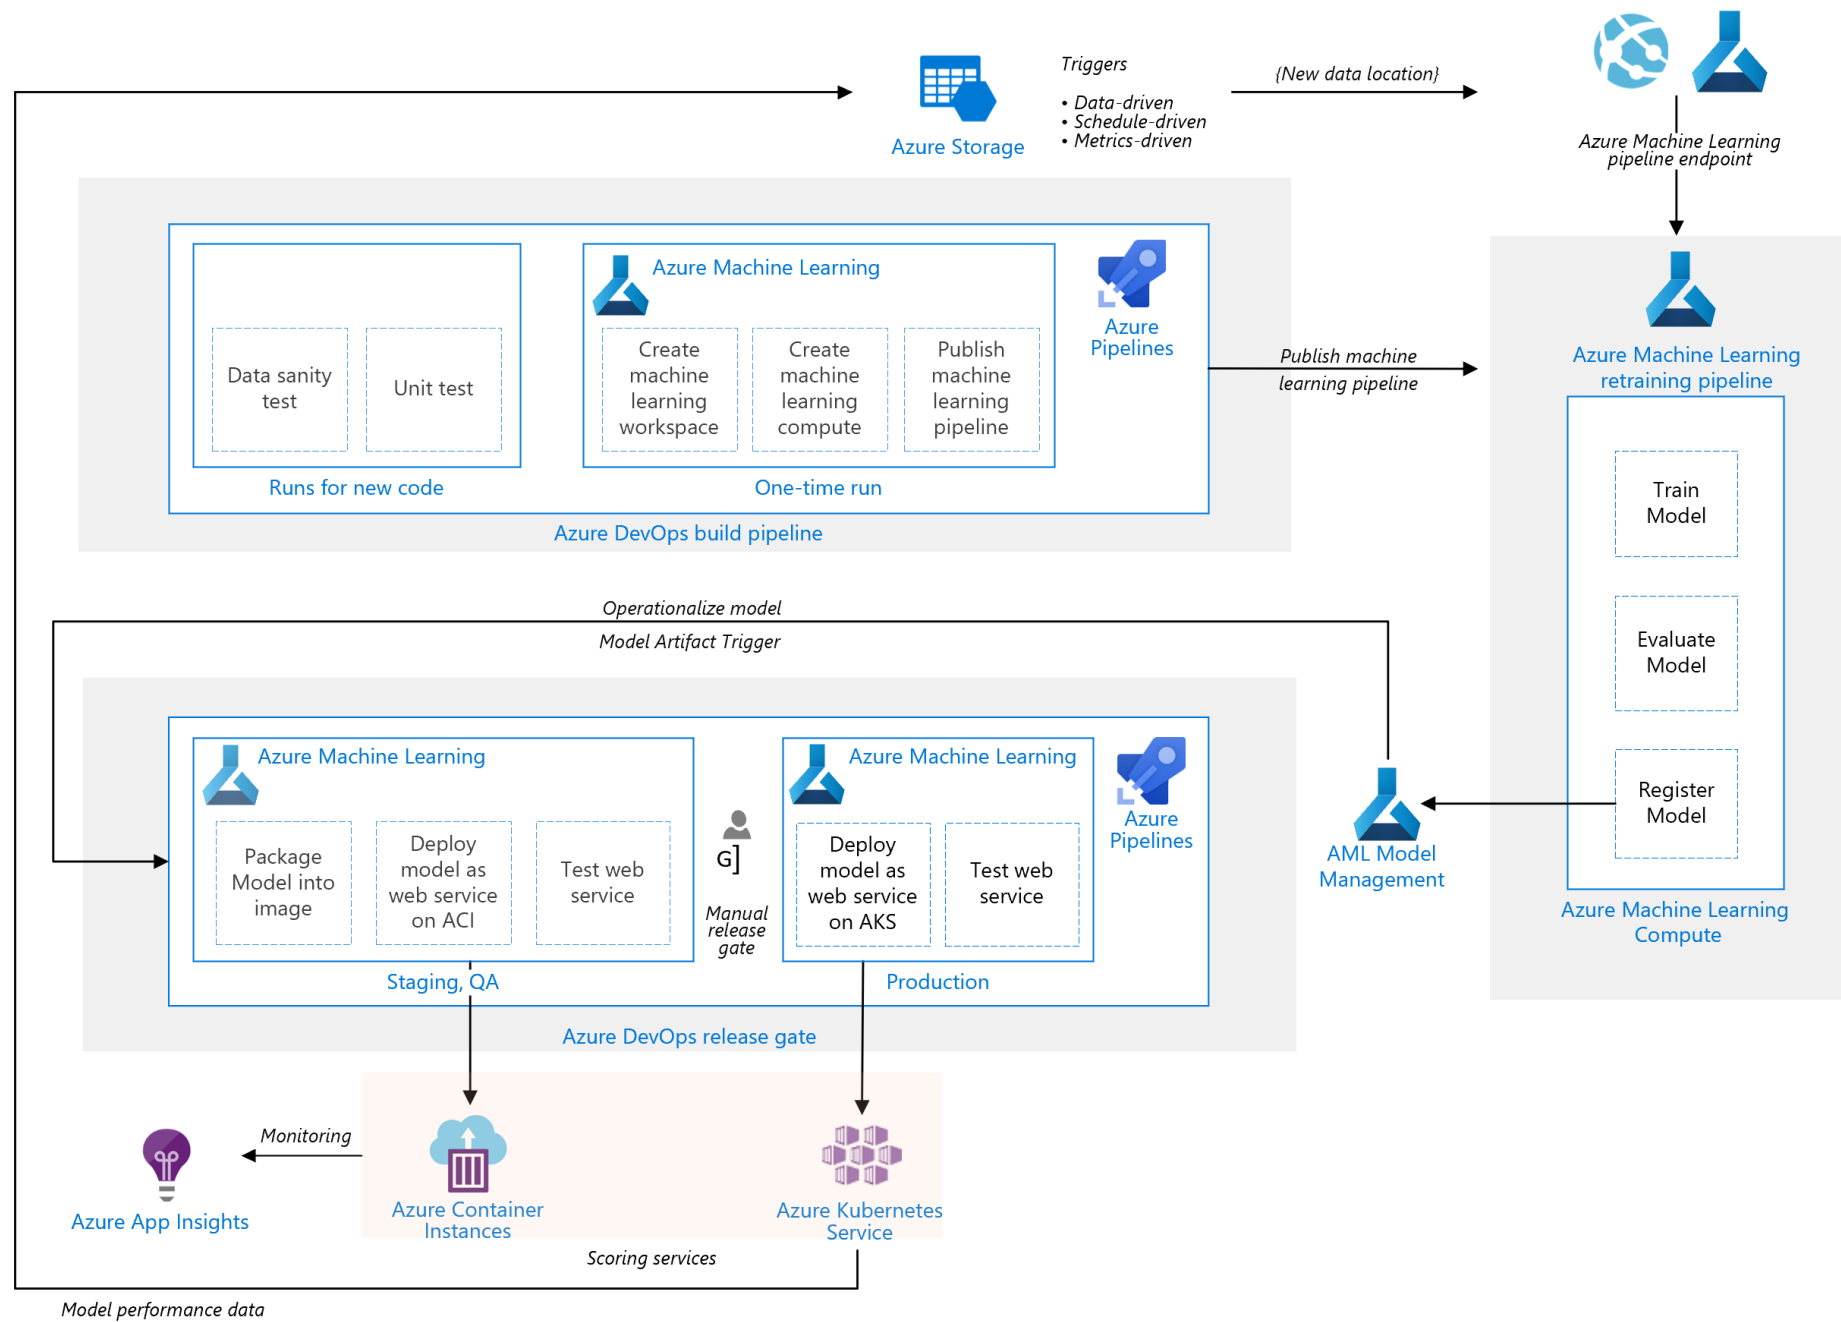 Triggers
• Data-driven
• Schedule-driven
• Metrics-driven
Azure Storage
{New data location}
Azure Machine Learning
pipeline endpoint
Azure Machine Learning
Data sanity
test
Unit test
Create
machine
learning
workspace
Create
machine
learning
compute
Publish
machine
learning
pipeline
Azure
Pipelines
Runs for new code
One-time run
Azure DevOps build pipeline
Publish machine
learning pipeline
Azure Machine Learning
retraining pipeline
Train
Model
Evaluate
Model
Register
Model
Azure Machine Learning
Compute
AML Model
Management
Operationalize model
Model Artifact Trigger
Azure Machine Learning
Package
Model into
image
Deploy
model as
web service
on ACI
Test web
service
Staging, QA
G]
Manual
release
gate
Azure Machine Learning
Deploy
model as
web service
on AKS
Test web
service
Production
Azure
Pipelines
Azure DevOps release gate
Monitoring
Azure App Insights
Azure Container
Instances
Azure Kubernetes
Service
Scoring services
Model performance data